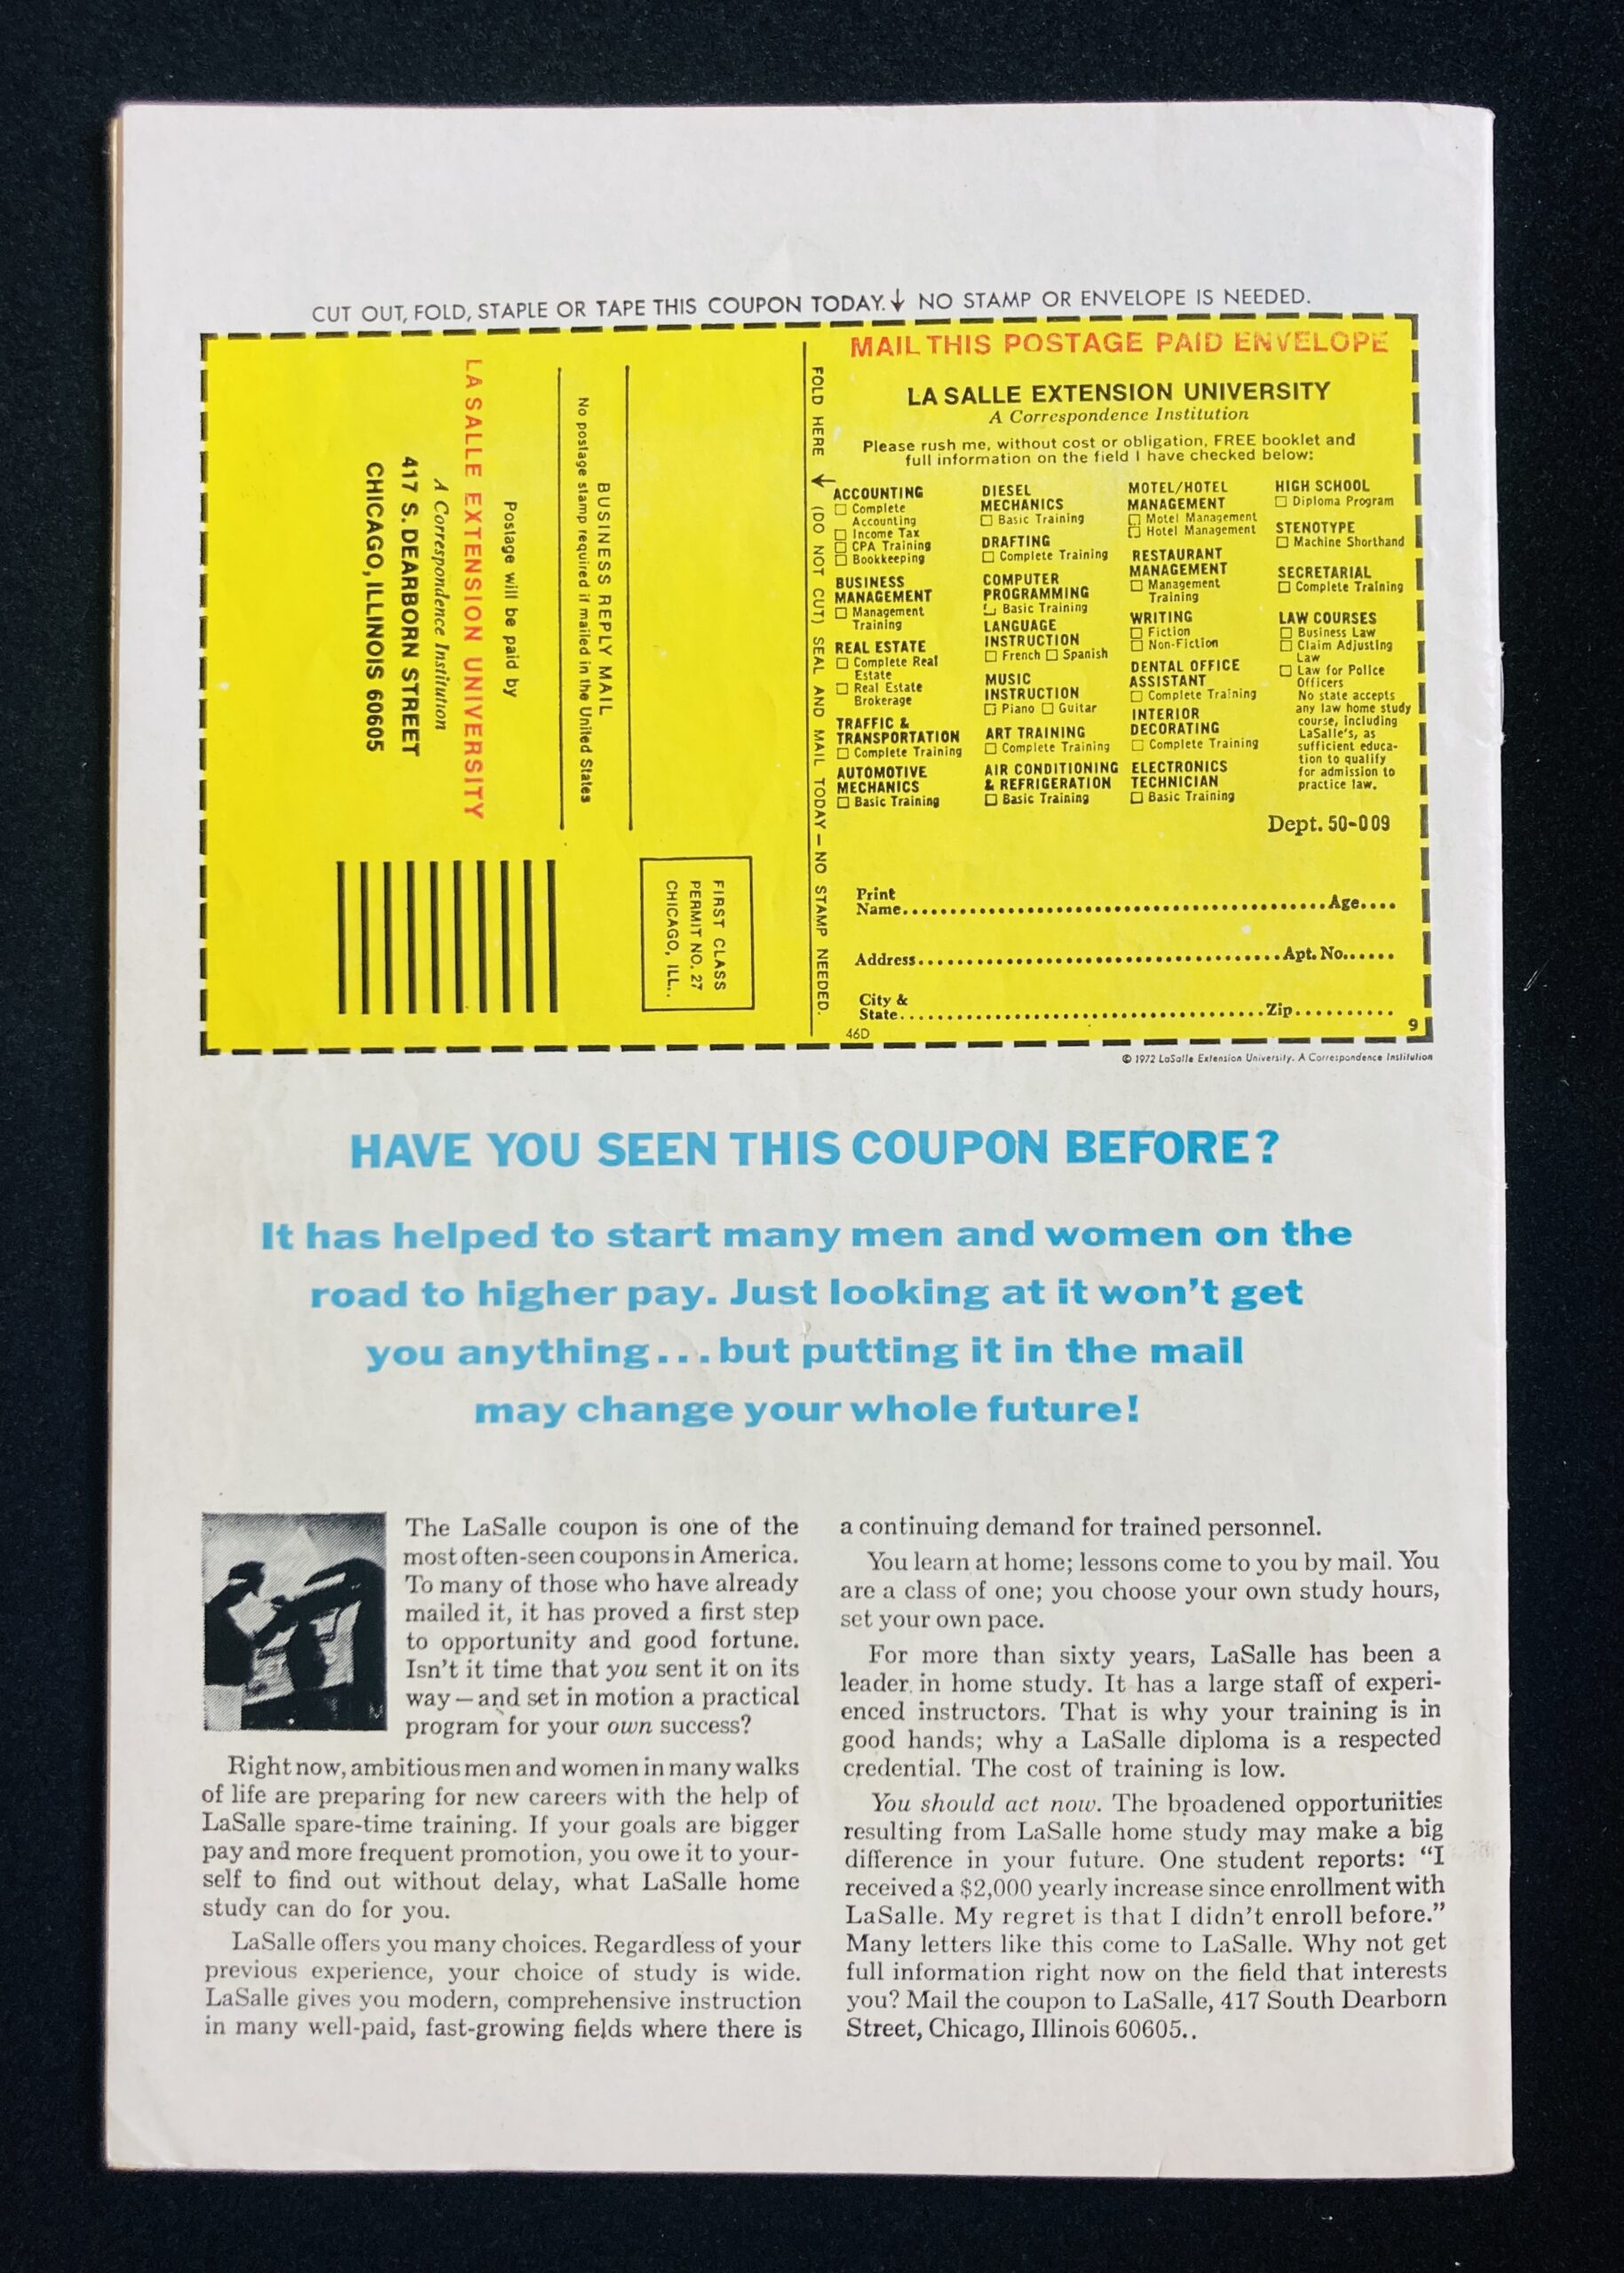 CUT OUT, FOLD, STAPLE OR TAPE THIS COUPON TODAY.↓ NO STAMP OR ENVELOPE IS NEEDED.
FIRST CLASS
PERMIT NO. 27
CHICAGO, ILL..
BUSINESS REPLY MAIL
No postage stamp required if mailed in the United States
Postage will be paid by
LA SALLE EXTENSION UNIVERSITY
A Correspondence Institution
417 S. DEARBORN STREET
CHICAGO, ILLINOIS 60605
FOLD HERE ↓ (DO NOT CUT) SEAL AND MAIL TODAY — NO STAMP NEEDED.
MAIL THIS POSTAGE PAID ENVELOPE
LA SALLE EXTENSION UNIVERSITY
A Correspondence Institution
Please rush me, without cost or obligation, FREE booklet and
full information on the field I have checked below:
ACCOUNTING
☐ Complete
Accounting
☐ Income Tax
☐ CPA Training
☐ Bookkeeping
BUSINESS
MANAGEMENT
☐ Management
Training
REAL ESTATE
☐ Complete Real
Estate
☐ Real Estate
Brokerage
TRAFFIC &
TRANSPORTATION
☐ Complete Training
AUTOMOTIVE
MECHANICS
☐ Basic Training
DIESEL
MECHANICS
☐ Basic Training
DRAFTING
☐ Complete Training
COMPUTER
PROGRAMMING
☐ Basic Training
LANGUAGE
INSTRUCTION
☐ French ☐ Spanish
MUSIC
INSTRUCTION
☐ Piano ☐ Guitar
ART TRAINING
☐ Complete Training
AIR CONDITIONING
& REFRIGERATION
☐ Basic Training
MOTEL/HOTEL
MANAGEMENT
☐ Motel Management
☐ Hotel Management
RESTAURANT
MANAGEMENT
☐ Management
Training
WRITING
☐ Fiction
☐ Non-Fiction
DENTAL OFFICE
ASSISTANT
☐ Complete Training
INTERIOR
DECORATING
☐ Complete Training
ELECTRONICS
TECHNICIAN
☐ Basic Training
HIGH SCHOOL
☐ Diploma Program
STENOTYPE
☐ Machine Shorthand
SECRETARIAL
☐ Complete Training
LAW COURSES
☐ Business Law
☐ Claim Adjusting
Law
☐ Law for Police
Officers
No state accepts
any law home study
course, including
LaSalle's, as
sufficient educa-
tion to qualify
for admission to
practice law.
Dept. 50-009
Print
Name.............................................Age....
Address.......................................Apt. No......
City &
State.......................................Zip...........
46D
9
© 1972 LaSalle Extension University. A Correspondence Institution
HAVE YOU SEEN THIS COUPON BEFORE?
It has helped to start many men and women on the
road to higher pay. Just looking at it won't get
you anything...but putting it in the mail
may change your whole future!
The LaSalle coupon is one of the
most often-seen coupons in America.
To many of those who have already
mailed it, it has proved a first step
to opportunity and good fortune.
Isn't it time that you sent it on its
way—and set in motion a practical
program for your own success?
Right now, ambitious men and women in many walks
of life are preparing for new careers with the help of
LaSalle spare-time training. If your goals are bigger
pay and more frequent promotion, you owe it to your-
self to find out without delay, what LaSalle home
study can do for you.
LaSalle offers you many choices. Regardless of your
previous experience, your choice of study is wide.
LaSalle gives you modern, comprehensive instruction
in many well-paid, fast-growing fields where there is
a continuing demand for trained personnel.
You learn at home; lessons come to you by mail. You
are a class of one; you choose your own study hours,
set your own pace.
For more than sixty years, LaSalle has been a
leader in home study. It has a large staff of experi-
enced instructors. That is why your training is in
good hands; why a LaSalle diploma is a respected
credential. The cost of training is low.
You should act now. The broadened opportunities
resulting from LaSalle home study may make a big
difference in your future. One student reports: “I
received a $2,000 yearly increase since enrollment with
LaSalle. My regret is that I didn't enroll before.”
Many letters like this come to LaSalle. Why not get
full information right now on the field that interests
you? Mail the coupon to LaSalle, 417 South Dearborn
Street, Chicago, Illinois 60605..